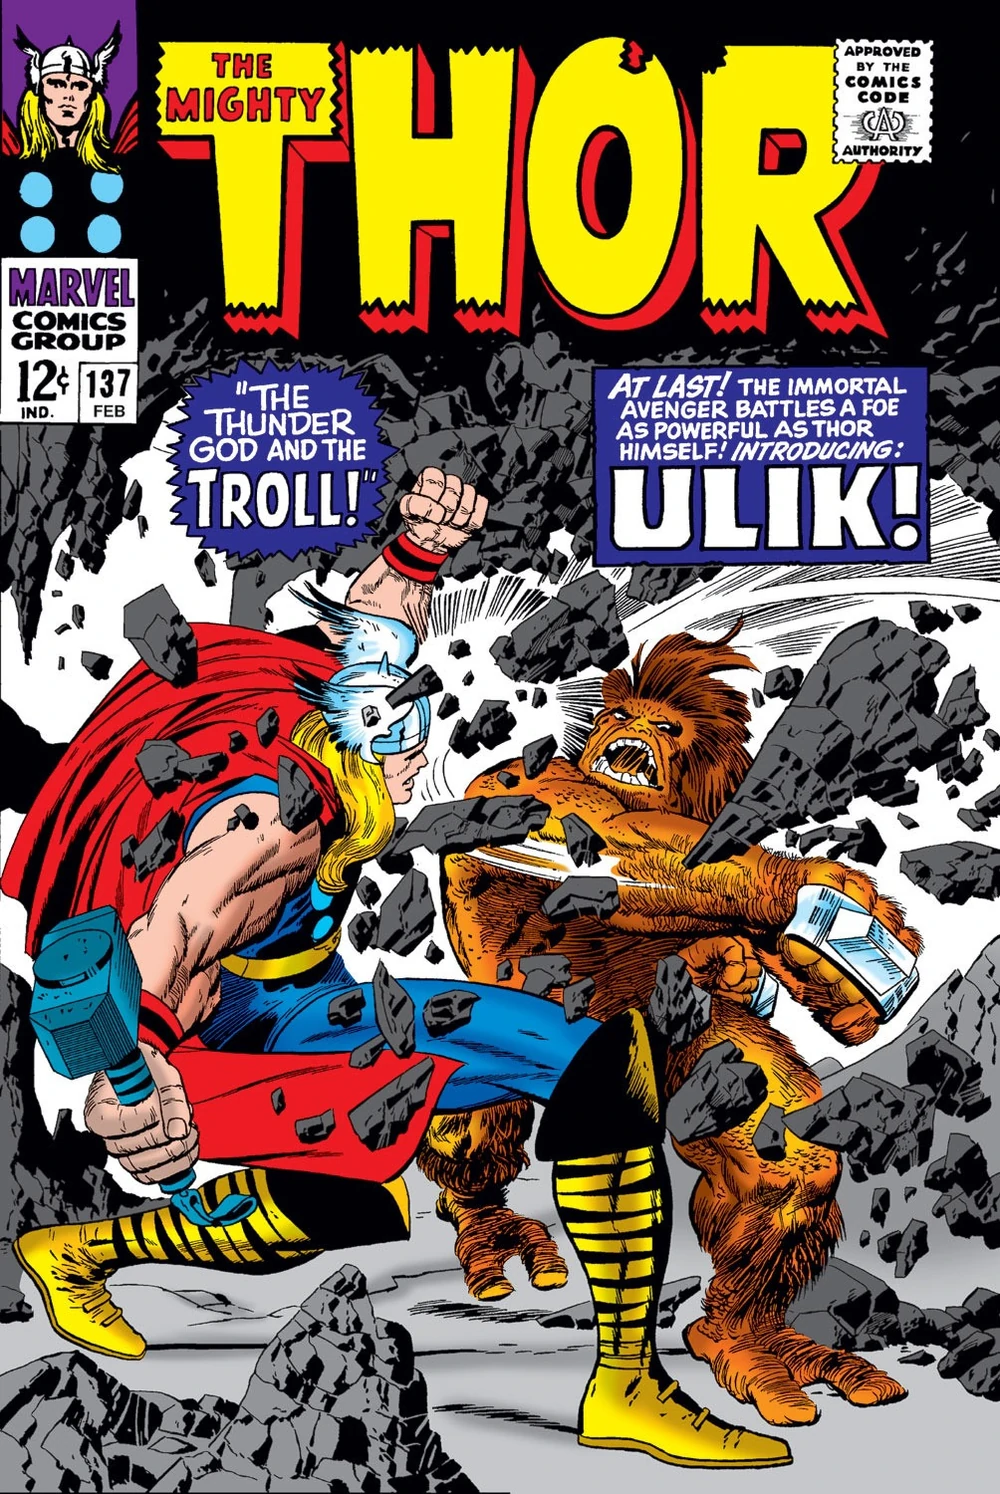 THE
MIGHTY
THOR
APPROVED
BY THE
COMICS
CODE
CA
AUTHORITY
MARVEL
COMICS
GROUP
12¢
IND.
137
FEB
"THE
THUNDER
GOD AND THE
TROLL!"
AT LAST! THE IMMORTAL
AVENGER BATTLES A FOE
AS POWERFUL AS THOR
HIMSELF! INTRODUCING:
ULIK!